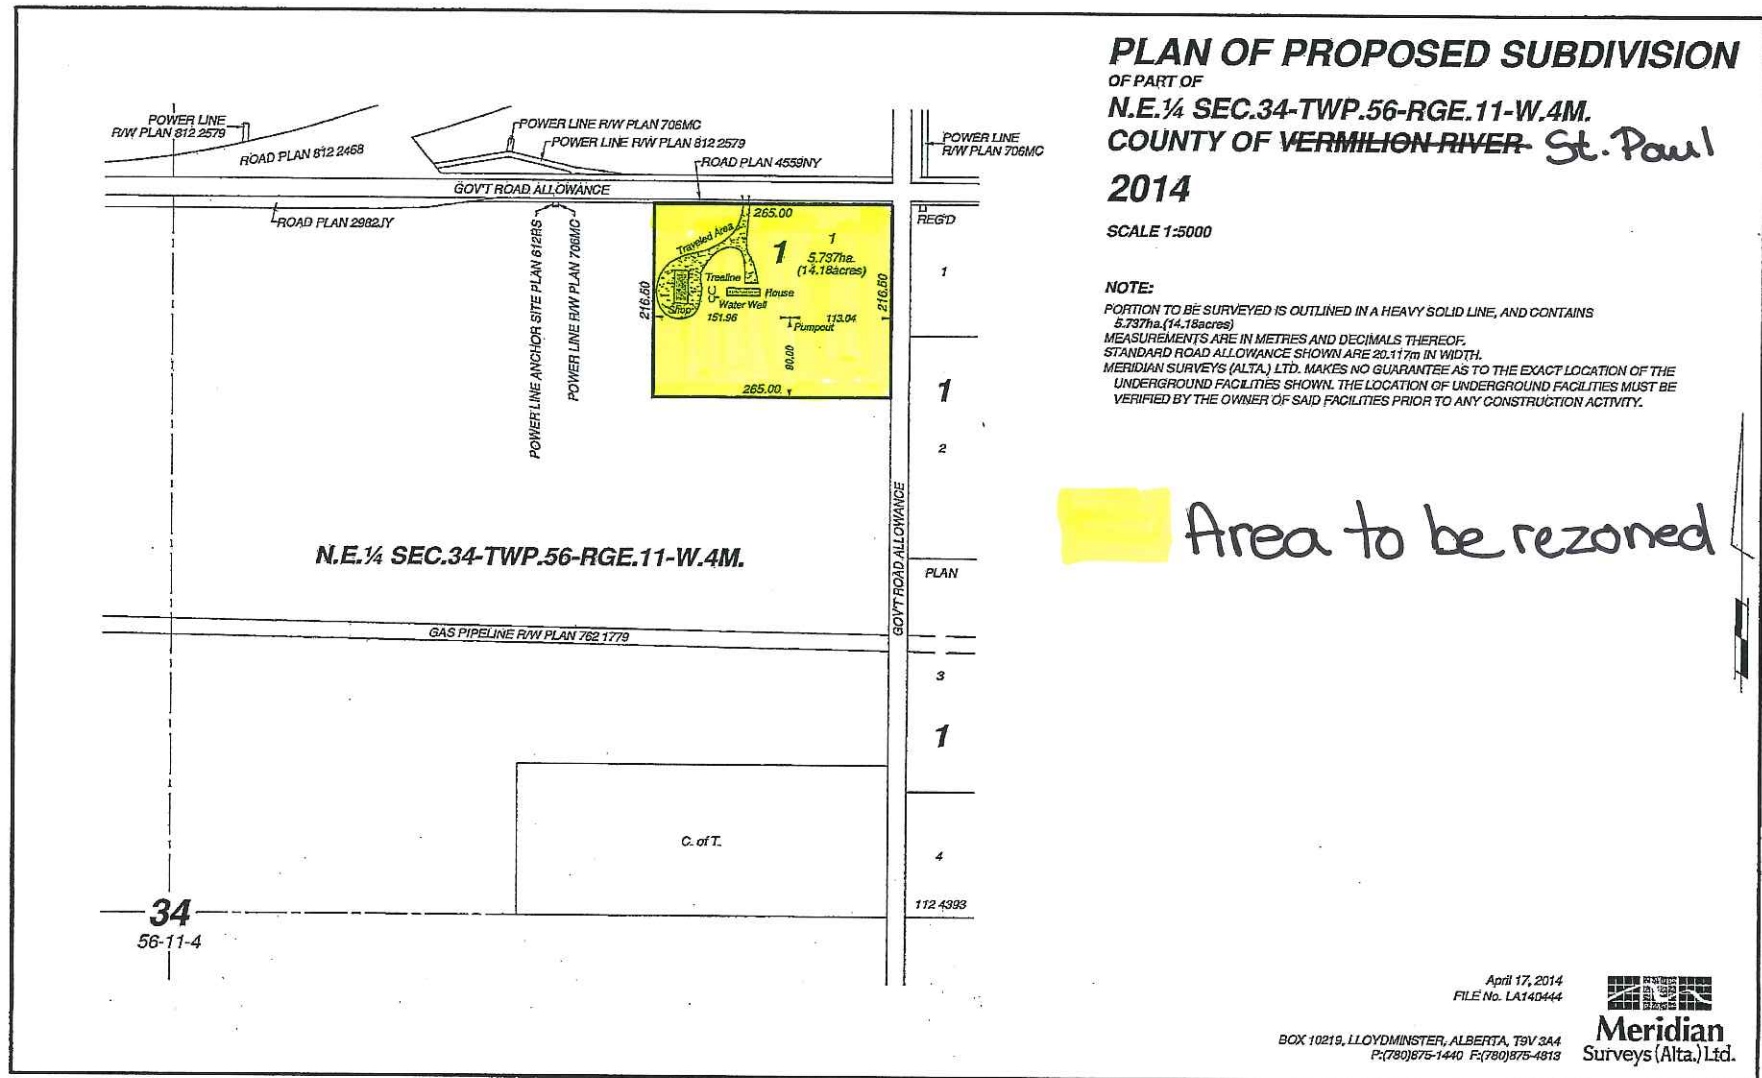 PLAN OF PROPOSED SUBDIVISION
OF PART OF
N.E.¼ SEC.34-TWP.56-RGE.11-W.4M.
COUNTY OF VERMILION RIVER St. Paul
2014
SCALE 1:5000
NOTE:
PORTION TO BE SURVEYED IS OUTLINED IN A HEAVY SOLID LINE, AND CONTAINS
5.737ha.(14.18acres)
MEASUREMENTS ARE IN METRES AND DECIMALS THEREOF.
STANDARD ROAD ALLOWANCE SHOWN ARE 20.117m IN WIDTH.
MERIDIAN SURVEYS (ALTA.) LTD. MAKES NO GUARANTEE AS TO THE EXACT LOCATION OF THE
UNDERGROUND FACILITIES SHOWN. THE LOCATION OF UNDERGROUND FACILITIES MUST BE
VERIFIED BY THE OWNER OF SAID FACILITIES PRIOR TO ANY CONSTRUCTION ACTIVITY.
Area to be rezoned
POWER LINE
R/W PLAN 812 2579
ROAD PLAN 812 2468
POWER LINE R/W PLAN 706MC
POWER LINE R/W PLAN 812 2579
ROAD PLAN 4559NY
POWER LINE
R/W PLAN 706MC
GOV'T ROAD ALLOWANCE
ROAD PLAN 2982JY
POWER LINE ANCHOR SITE PLAN 612RS
POWER LINE R/W PLAN 706MC
265.00
Traveled Area
1
1
5.737ha.
(14.18acres)
216.60
216.60
Treeline
House
Water Well
Shop
151.96
113.04
Pumpout
80.00
265.00
REG'D
1
1
2
GOV'T ROAD ALLOWANCE
N.E.¼ SEC.34-TWP.56-RGE.11-W.4M.
PLAN
GAS PIPELINE R/W PLAN 762 1779
3
1
C. of T.
4
112 4393
34
56-11-4
April 17, 2014
FILE No. LA140444
BOX 10219, LLOYDMINSTER, ALBERTA, T9V 3A4
P:(780)875-1440 F:(780)875-4813
Meridian
Surveys (Alta.) Ltd.